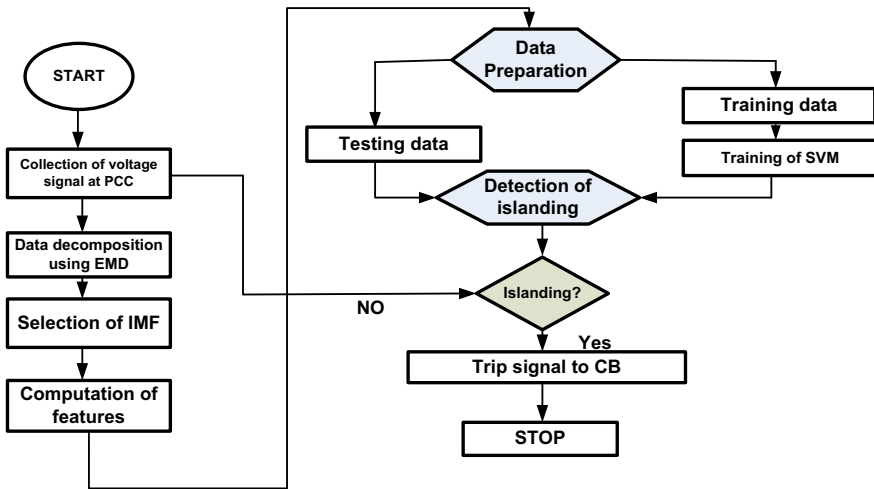 START
Collection of voltage
signal at PCC
Data decomposition
using EMD
Selection of IMF
Computation of
features
Data
Preparation
Testing data
Training data
Training of SVM
Detection of
islanding
Islanding?
NO
Yes
Trip signal to CB
STOP